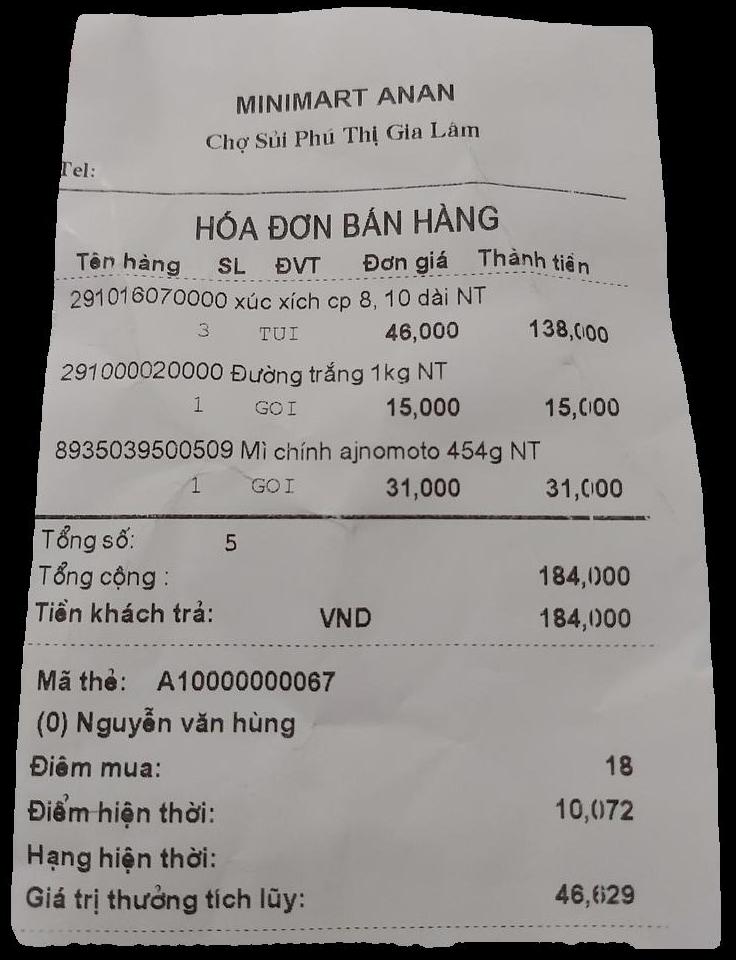 MINIMART ANAN
Chợ Sủi Phú Thị Gia Lâm
Tel:
HÓA ĐƠN BÁN HÀNG
Tên hàng SL ĐVT Đơn giá Thành tiền
291016070000 xúc xích cp 8, 10 dài NT
3 TUI 46,000 138,000
291000020000 Đường trắng 1kg NT
1 GOI 15,000 15,000
8935039500509 Mì chính ajnomoto 454g NT
1 GOI 31,000 31,000
Tổng số: 5
Tổng cộng : 184,000
Tiền khách trả: VND 184,000
Mã thẻ: A10000000067
(0) Nguyễn văn hùng
Điểm mua: 18
Điểm hiện thời: 10,072
Hạng hiện thời:
Giá trị thưởng tích lũy: 46,629